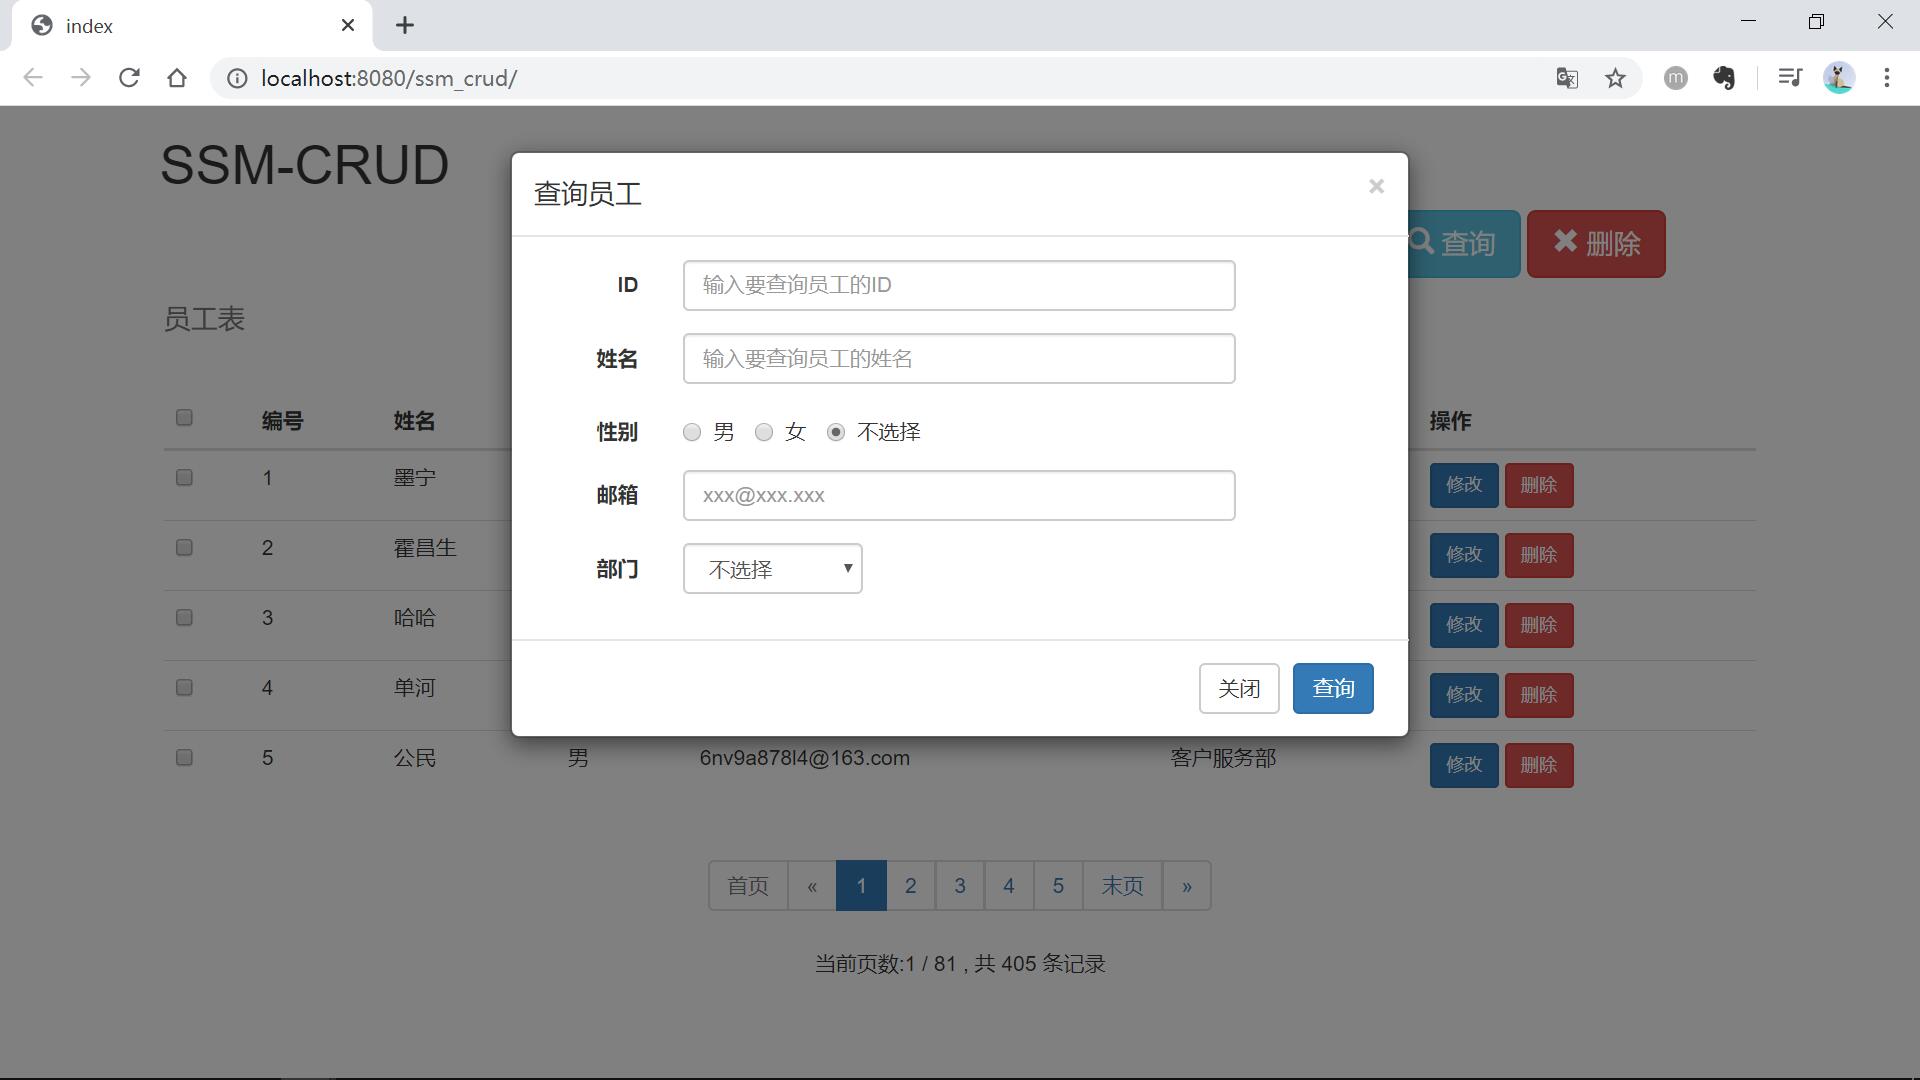 index
localhost:8080/ssm_crud/
m
SSM-CRUD
查询 删除
员工表
查询员工 ×
ID 输入要查询员工的ID
姓名 输入要查询员工的姓名
性别 男 女 不选择
邮箱 xxx@xxx.xxx
部门 不选择
关闭 查询
编号 姓名 操作
1 墨宁 修改 删除
2 霍昌生 修改 删除
3 哈哈 修改 删除
4 单河 修改 删除
5 公民 男 6nv9a878l4@163.com 客户服务部 修改 删除
首页 « 1 2 3 4 5 末页 »
当前页数:1 / 81 , 共 405 条记录